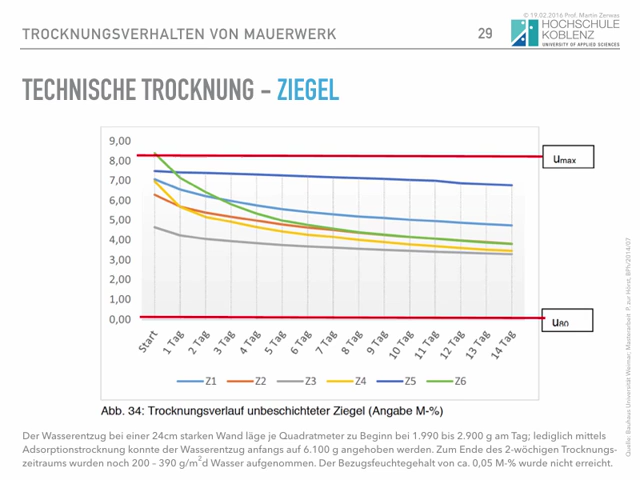 © 19.02.2016 Prof. Martin Zerwas
TROCKNUNGSVERHALTEN VON MAUERWERK
29
HOCHSCHULE
KOBLENZ
UNIVERSITY OF APPLIED SCIENCES
TECHNISCHE TROCKNUNG – ZIEGEL
9,00
8,00
7,00
6,00
5,00
4,00
3,00
2,00
1,00
0,00
umax
u80
Start
1 Tag
2 Tag
3 Tag
4 Tag
5 Tag
6 Tag
7 Tag
8 Tag
9 Tag
10 Tag
11 Tag
12 Tag
13 Tag
14 Tag
Z1 Z2 Z3 Z4 Z5 Z6
Abb. 34: Trocknungsverlauf unbeschichteter Ziegel (Angabe M-%)
Der Wasserentzug bei einer 24cm starken Wand läge je Quadratmeter zu Beginn bei 1.990 bis 2.900 g am Tag; lediglich mittels
Adsorptionstrocknung konnte der Wasserentzug anfangs auf 6.100 g angehoben werden. Zum Ende des 2-wöchigen Trocknungs-
zeitraums wurden noch 200 – 390 g/m²d Wasser aufgenommen. Der Bezugsfeuchtegehalt von ca. 0,05 M-% wurde nicht erreicht.
Quelle: Bauhaus Universität Weimar, Masterarbeit P. zur Hörst, BPh/2014/07